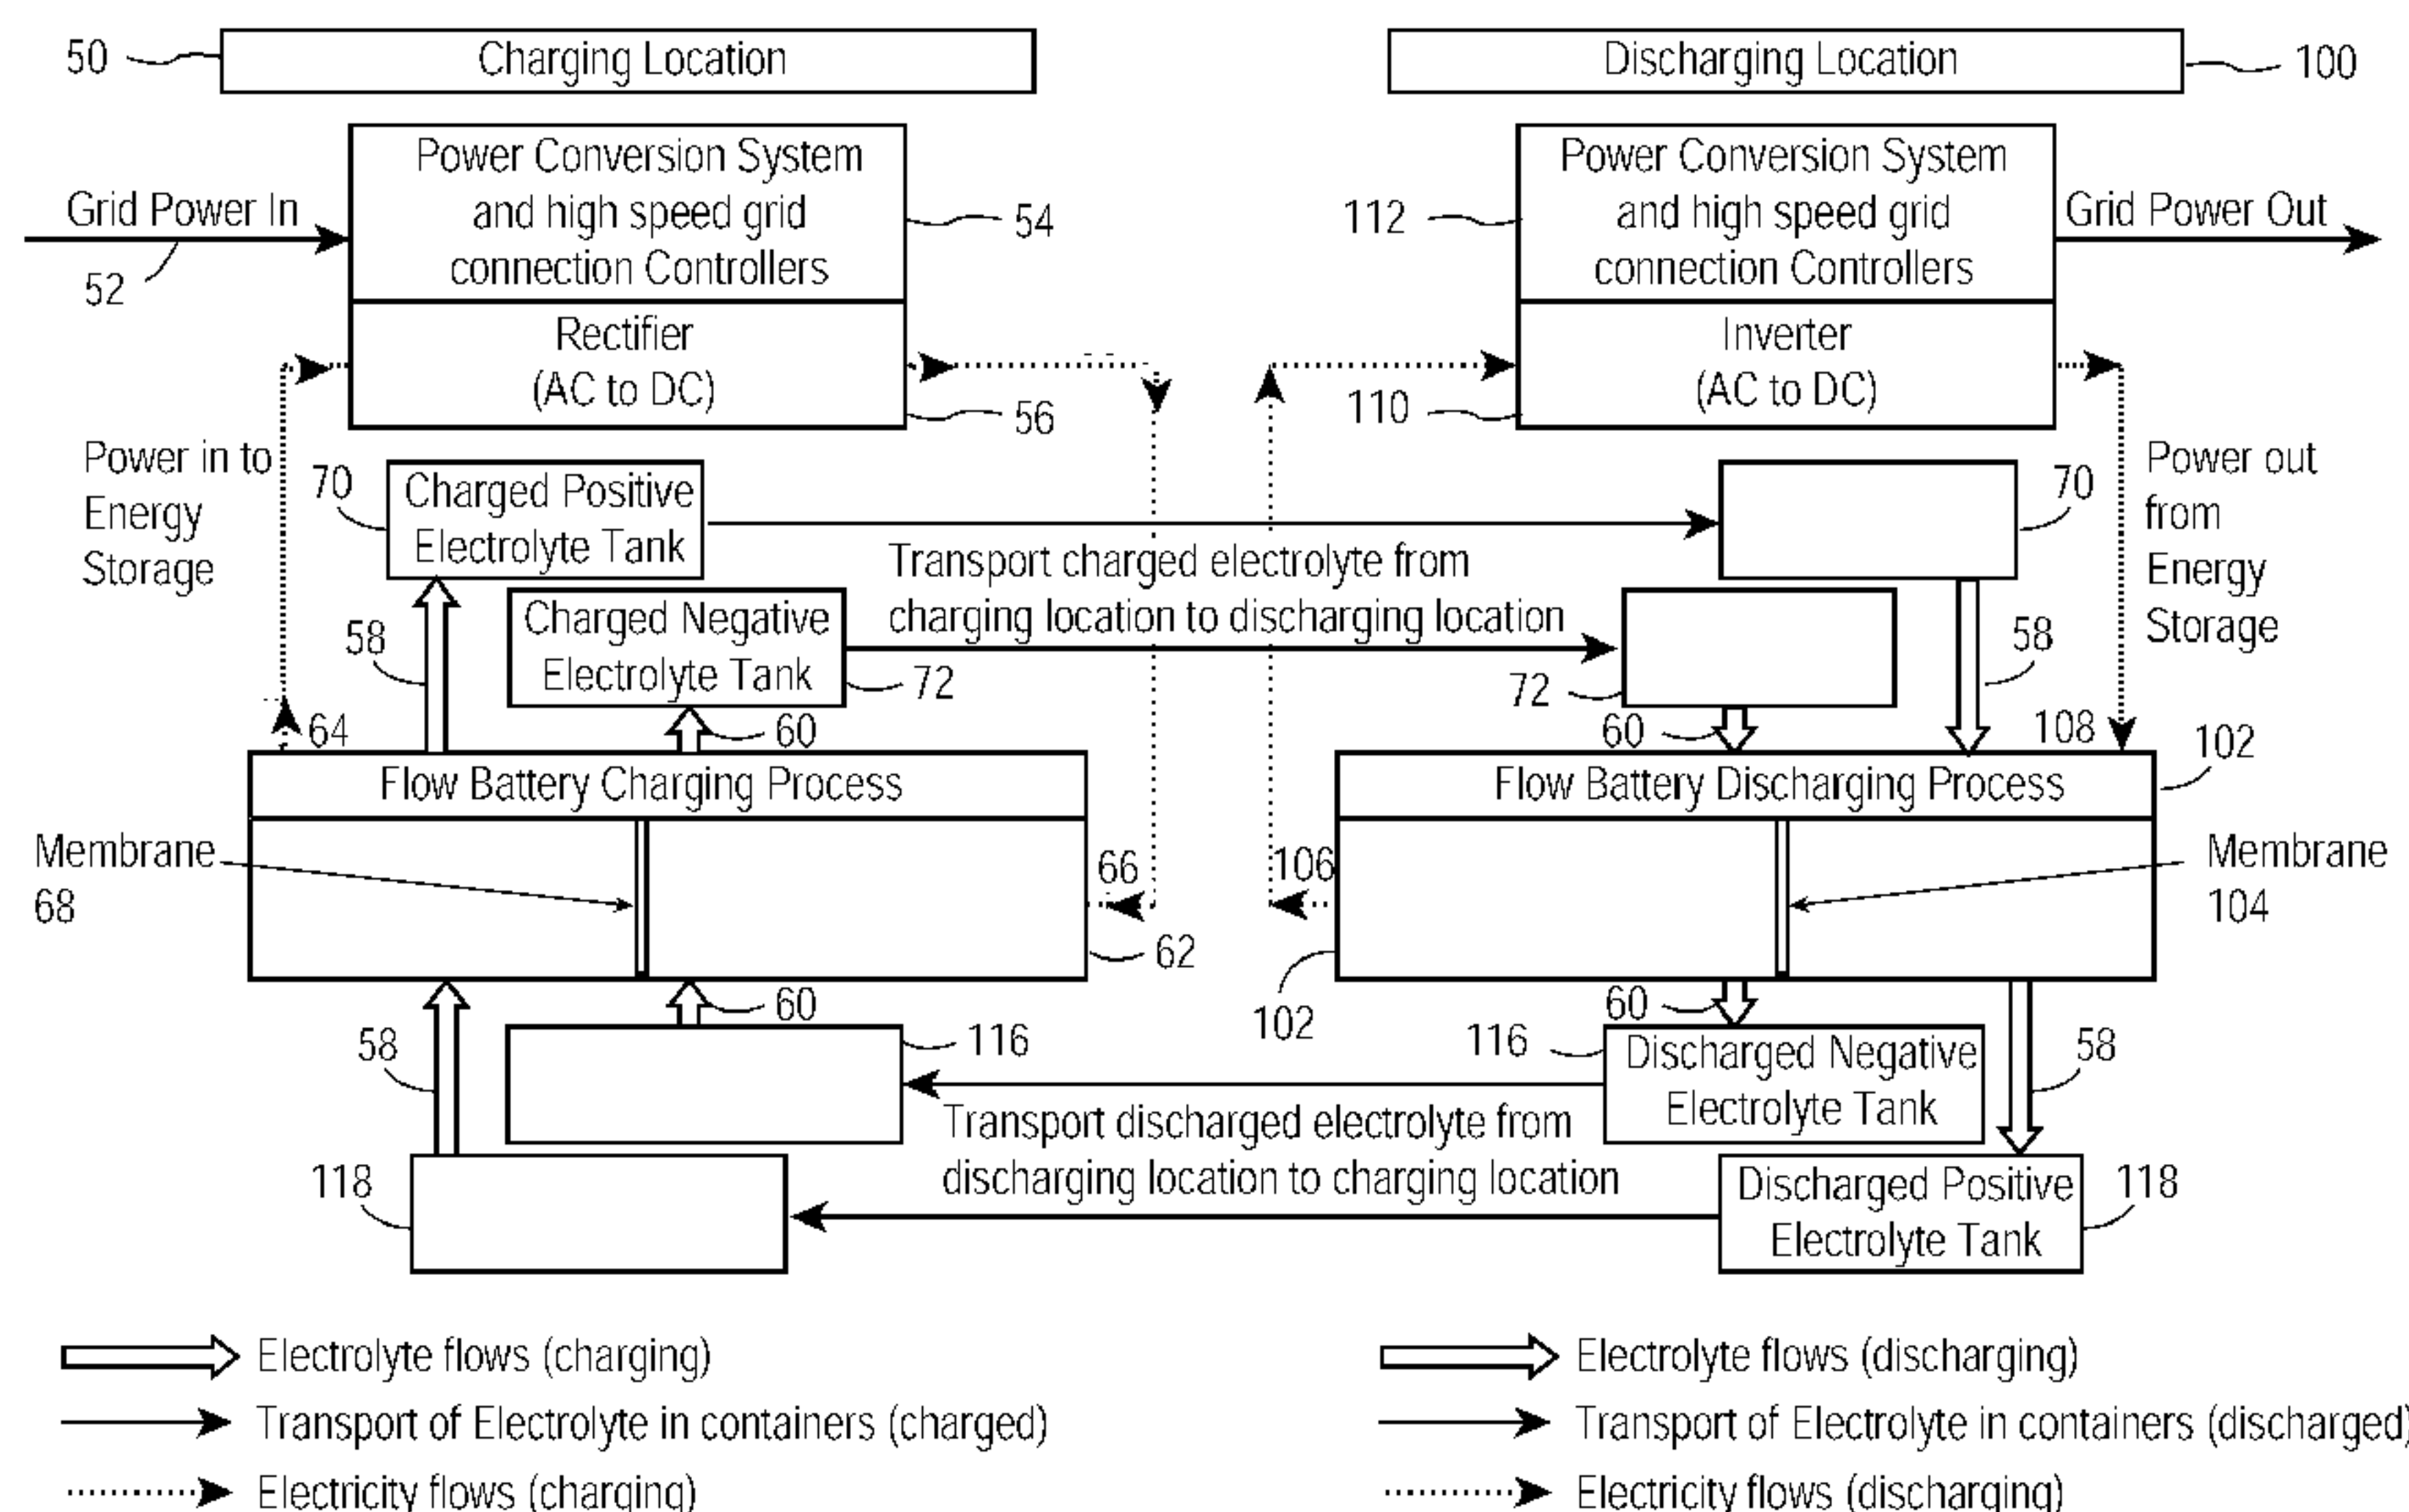 50
Charging Location
Discharging Location
100
Power Conversion System
and high speed grid
connection Controllers
54
Grid Power In
52
Rectifier
(AC to DC)
56
112
Power Conversion System
and high speed grid
connection Controllers
Grid Power Out
110
Inverter
(AC to DC)
Power in to
Energy
Storage
70
Charged Positive
Electrolyte Tank
70
Power out
from
Energy
Storage
Transport charged electrolyte from
charging location to discharging location
58
Charged Negative
Electrolyte Tank
72
72
58
64
60
60
108
102
Flow Battery Charging Process
Flow Battery Discharging Process
Membrane
68
66
106
Membrane
104
62
102
60
60
58
116
116
Discharged Negative
Electrolyte Tank
58
Transport discharged electrolyte from
discharging location to charging location
118
Discharged Positive
Electrolyte Tank
118
Electrolyte flows (charging)
Transport of Electrolyte in containers (charged)
Electricity flows (charging)
Electrolyte flows (discharging)
Transport of Electrolyte in containers (discharged)
Electricity flows (discharging)